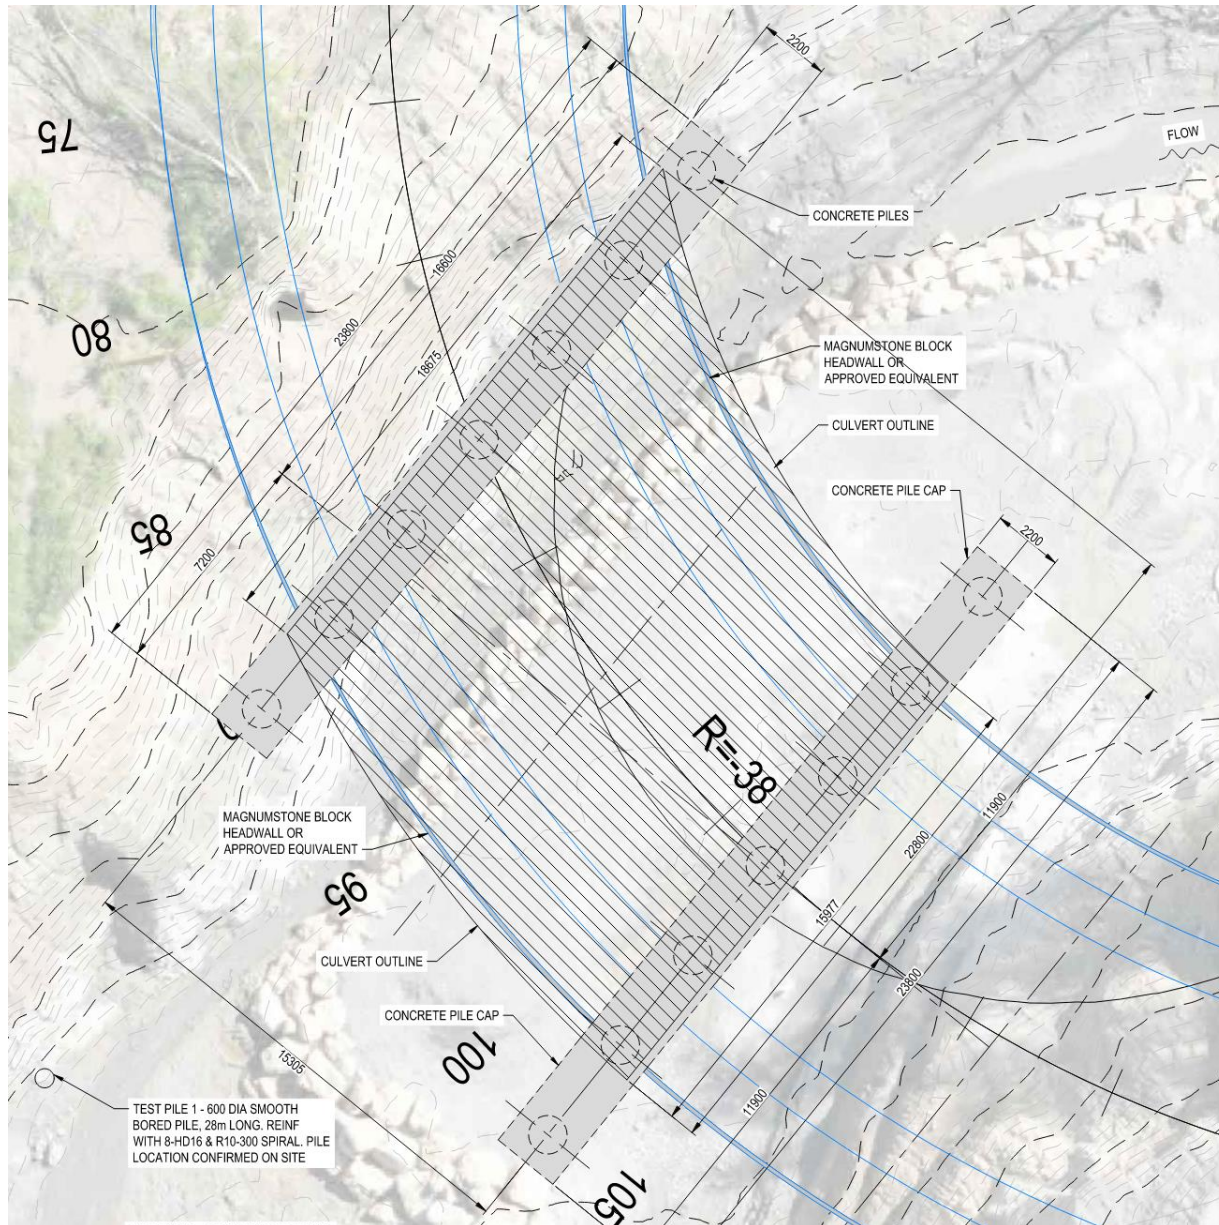 2200
75
FLOW
CONCRETE PILES
16600
80
23800
18675
MAGNUMSTONE BLOCK
HEADWALL OR
APPROVED EQUIVALENT
CULVERT OUTLINE
CONCRETE PILE CAP
85
7200
2200
R=-38
11900
MAGNUMSTONE BLOCK
HEADWALL OR
APPROVED EQUIVALENT
22800
95
15977
CULVERT OUTLINE
23800
CONCRETE PILE CAP
100
15305
11900
TEST PILE 1 - 600 DIA SMOOTH
BORED PILE, 28m LONG. REINF
WITH 8-HD16 & R10-300 SPIRAL. PILE
LOCATION CONFIRMED ON SITE
105